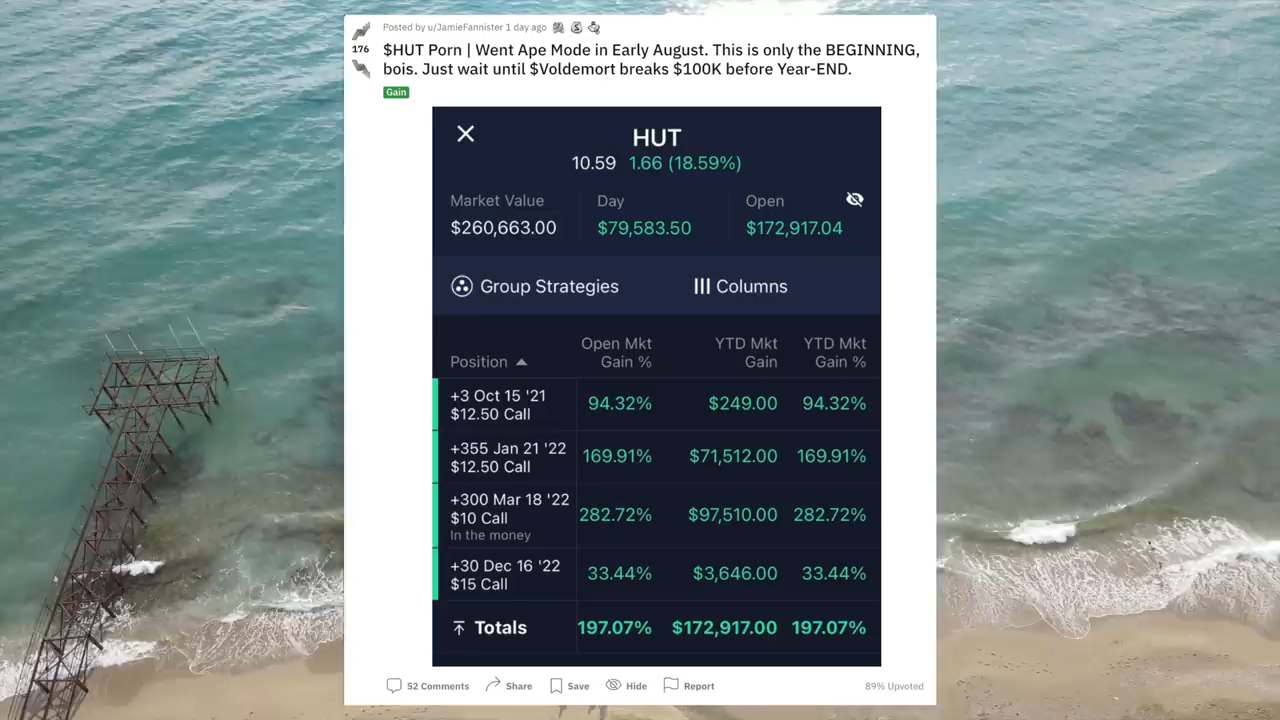 Posted by u/JamieFannister 1 day ago
176
$HUT Porn | Went Ape Mode in Early August. This is only the BEGINNING,
bois. Just wait until $Voldemort breaks $100K before Year-END.
Gain
HUT
10.59 1.66 (18.59%)
Market Value Day Open
$260,663.00 $79,583.50 $172,917.04
Group Strategies Columns
Open Mkt YTD Mkt YTD Mkt
Position Gain % Gain Gain %
+3 Oct 15 '21
$12.50 Call 94.32% $249.00 94.32%
+355 Jan 21 '22
$12.50 Call 169.91% $71,512.00 169.91%
+300 Mar 18 '22
$10 Call 282.72% $97,510.00 282.72%
In the money
+30 Dec 16 '22
$15 Call 33.44% $3,646.00 33.44%
Totals 197.07% $172,917.00 197.07%
52 Comments Share Save Hide Report 89% Upvoted